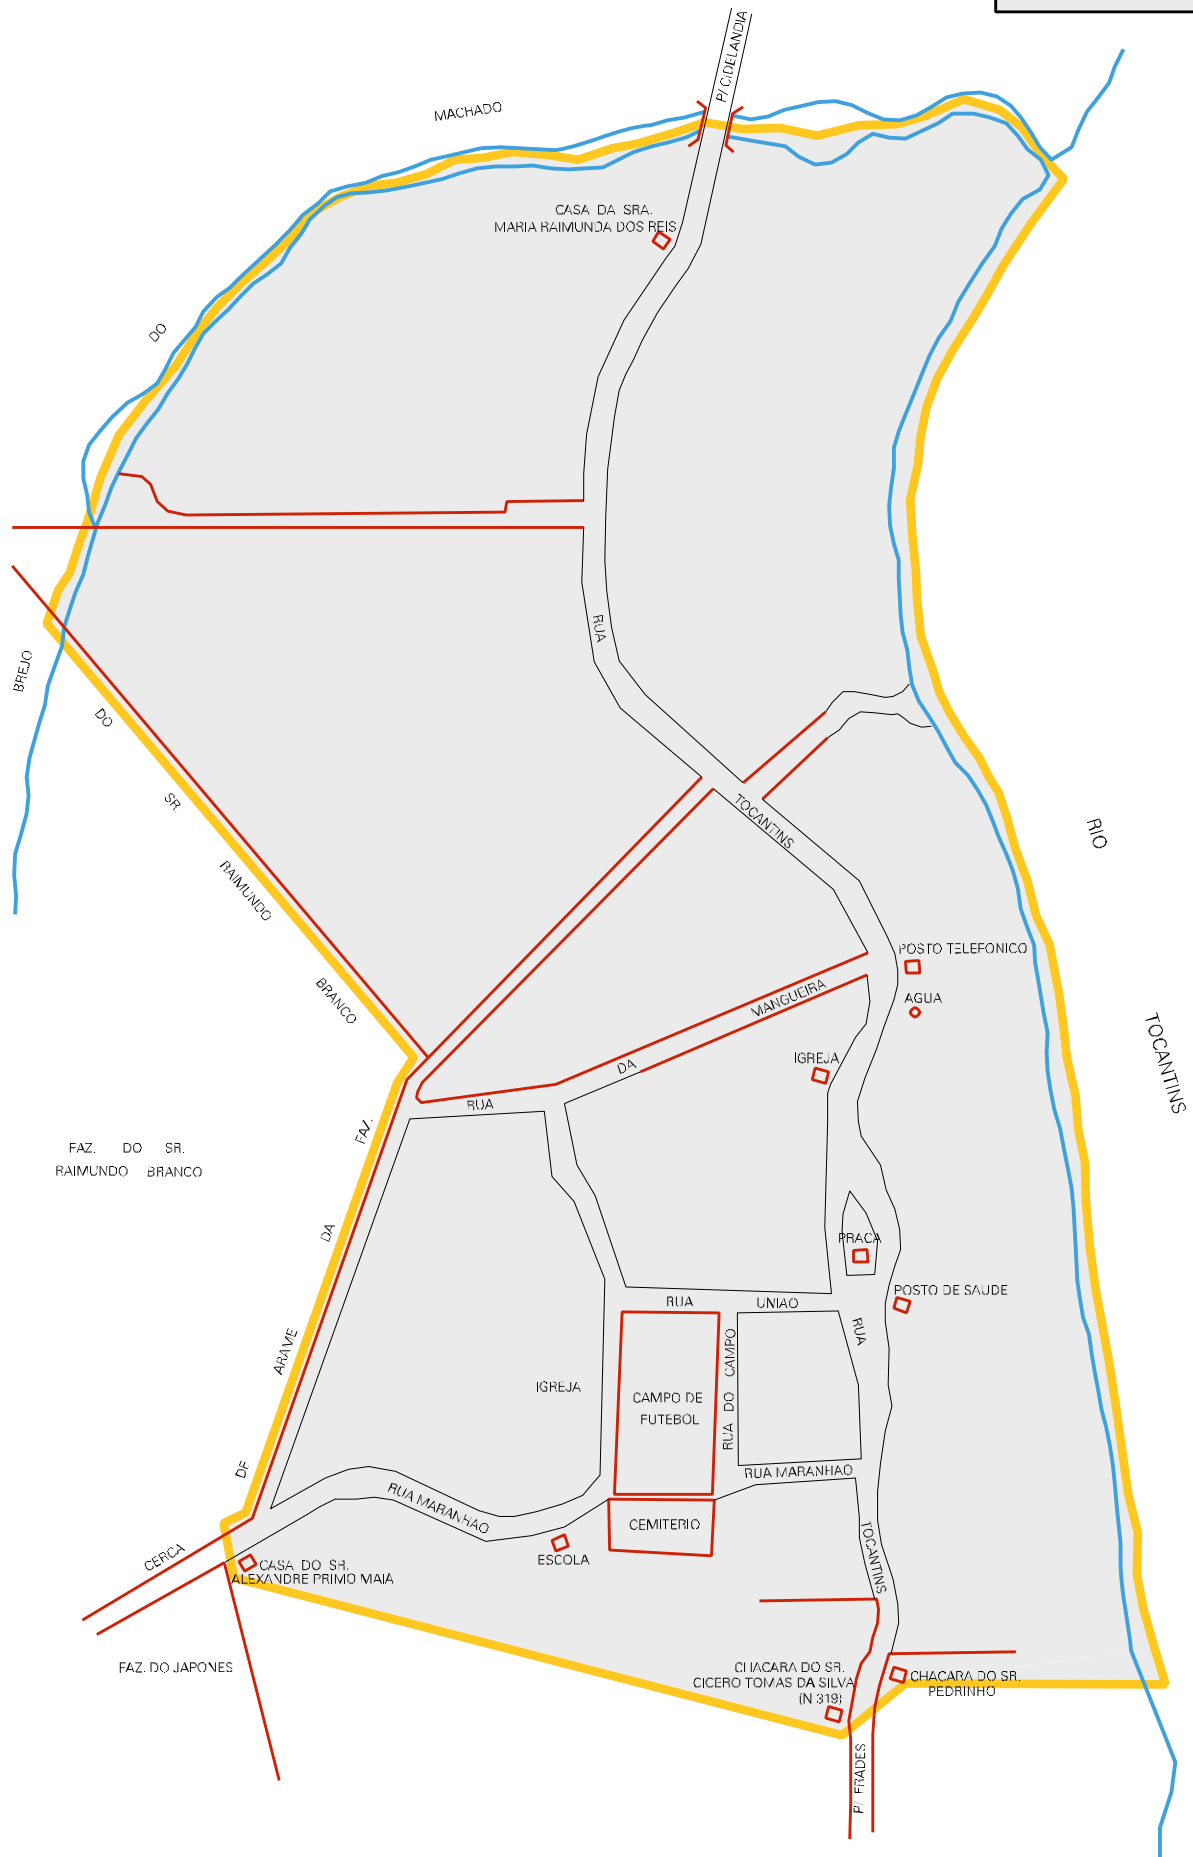 P/ CIDELANDIA
MACHADO
CASA DA SRA.
MARIA RAIMUNDA DOS REIS
DO
RUA
BREJO
DO
SR.
RAIMUNDO
BRANCO
TOCANTINS
RIO
TOCANTINS
POSTO TELEFONICO
AGUA
MANGUEIRA
DA
RUA
IGREJA
FAZ.
FAZ. DO SR.
RAIMUNDO BRANCO
DA
ARAME
DE
CERCA
PRACA
POSTO DE SAUDE
RUA UNIAO
RUA
RUA DO CAMPO
IGREJA
CAMPO DE
FUTEBOL
RUA MARANHAO
RUA MARANHAO
CEMITERIO
ESCOLA
TOCANTINS
CASA DO SR.
ALEXANDRE PRIMO MAIA
FAZ. DO JAPONES
CHACARA DO SR.
CICERO TOMAS DA SILVA
(N 319)
CHACARA DO SR.
PEDRINHO
P/ FRADES